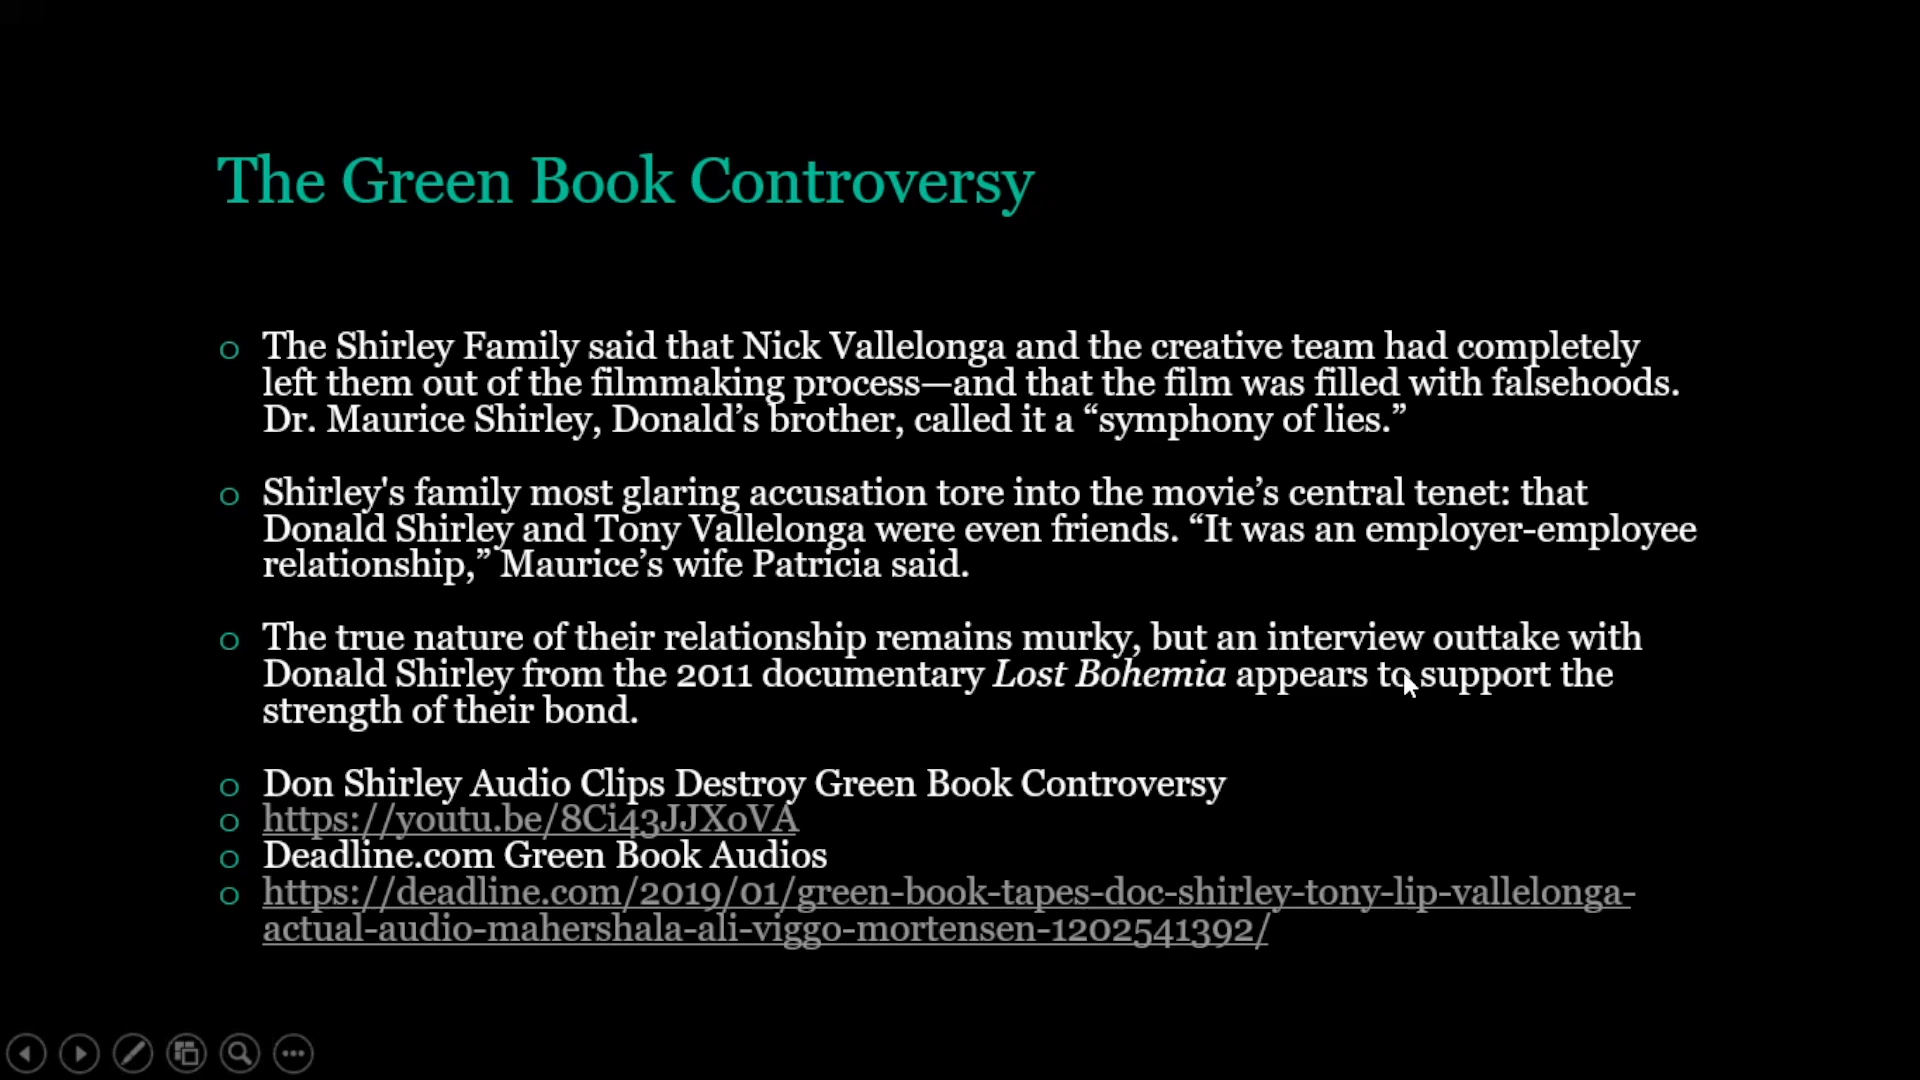 The Green Book Controversy
The Shirley Family said that Nick Vallelonga and the creative team had completely
left them out of the filmmaking process—and that the film was filled with falsehoods.
Dr. Maurice Shirley, Donald’s brother, called it a “symphony of lies.”
Shirley's family most glaring accusation tore into the movie’s central tenet: that
Donald Shirley and Tony Vallelonga were even friends. “It was an employer-employee
relationship,” Maurice’s wife Patricia said.
The true nature of their relationship remains murky, but an interview outtake with
Donald Shirley from the 2011 documentary Lost Bohemia appears to support the
strength of their bond.
Don Shirley Audio Clips Destroy Green Book Controversy
https://youtu.be/8Ci43JJXoVA
Deadline.com Green Book Audios
https://deadline.com/2019/01/green-book-tapes-doc-shirley-tony-lip-vallelonga-
actual-audio-mahershala-ali-viggo-mortensen-1202541392/